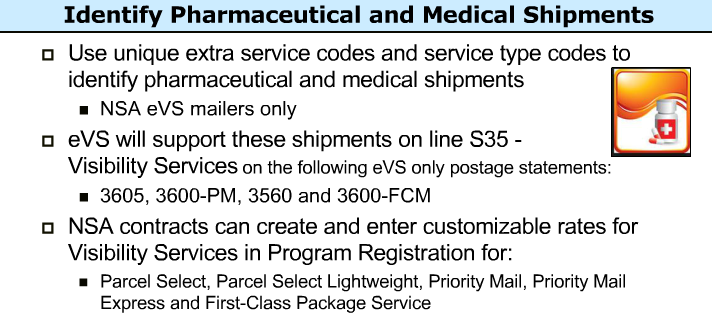 Identify Pharmaceutical and Medical Shipments
Use unique extra service codes and service type codes to
identify pharmaceutical and medical shipments
NSA eVS mailers only
eVS will support these shipments on line S35 -
Visibility Services on the following eVS only postage statements:
3605, 3600-PM, 3560 and 3600-FCM
NSA contracts can create and enter customizable rates for
Visibility Services in Program Registration for:
Parcel Select, Parcel Select Lightweight, Priority Mail, Priority Mail
Express and First-Class Package Service